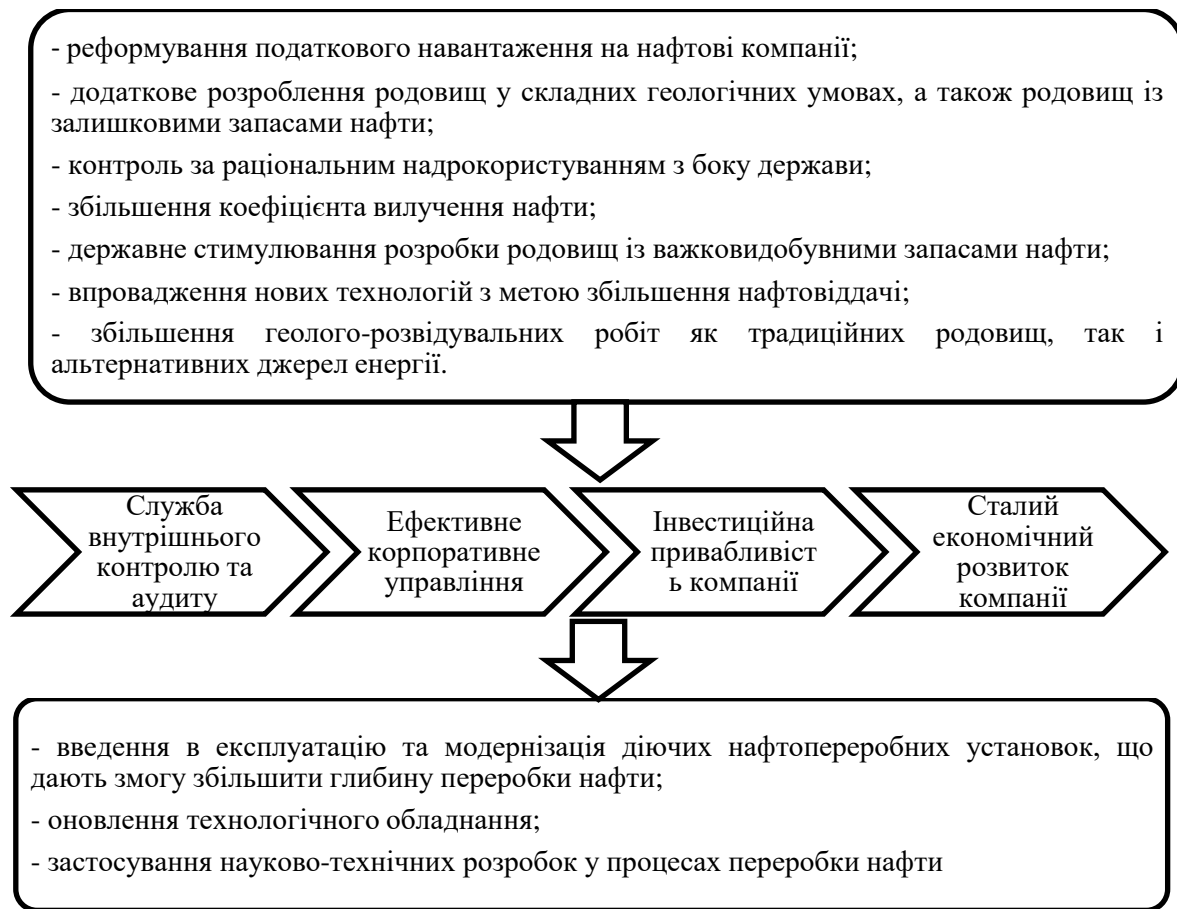 - реформування податкового навантаження на нафтові компанії;
- додаткове розроблення родовищ у складних геологічних умовах, а також родовищ із
залишковими запасами нафти;
- контроль за раціональним надрокористуванням з боку держави;
- збільшення коефіцієнта вилучення нафти;
- державне стимулювання розробки родовищ із важковидобувними запасами нафти;
- впровадження нових технологій з метою збільшення нафтовіддачі;
- збільшення геолого-розвідувальних робіт як традиційних родовищ, так і
альтернативних джерел енергії.
Служба
внутрішнього
контролю та
аудиту
Ефективне
корпоративне
управління
Інвестиційна
привабливіст
ь компанії
Сталий
економічний
розвиток
компанії
- введення в експлуатацію та модернізація діючих нафтопереробних установок, що
дають змогу збільшити глибину переробки нафти;
- оновлення технологічного обладнання;
- застосування науково-технічних розробок у процесах переробки нафти